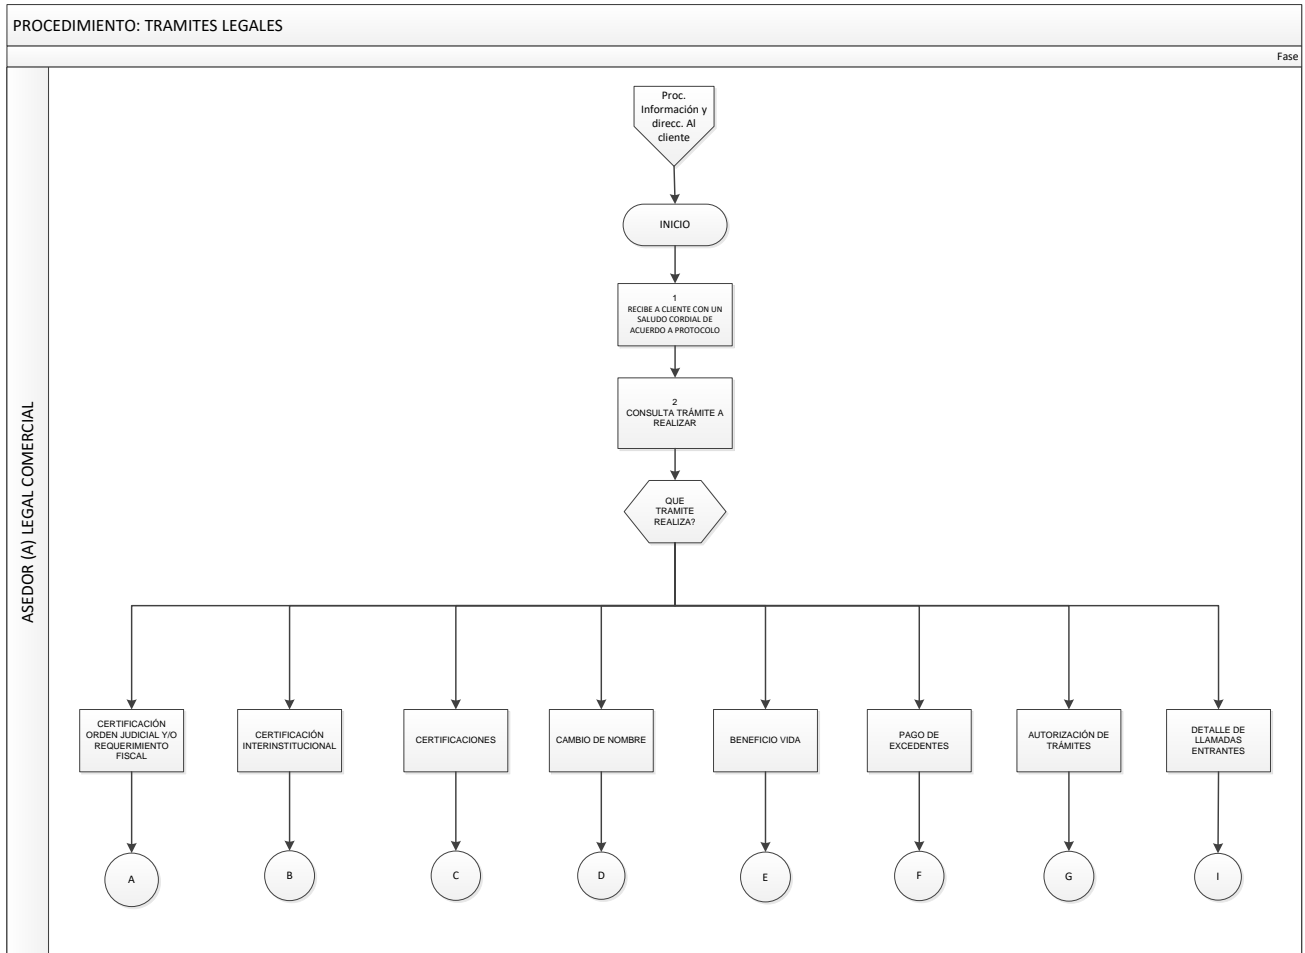 PROCEDIMIENTO: TRAMITES LEGALES
Fase
ASEDOR (A) LEGAL COMERCIAL
Proc.
Información y
direcc. Al
cliente
INICIO
1
RECIBE A CLIENTE CON UN
SALUDO CORDIAL DE
ACUERDO A PROTOCOLO
2
CONSULTA TRÁMITE A
REALIZAR
QUE
TRAMITE
REALIZA?
CERTIFICACIÓN
ORDEN JUDICIAL Y/O
REQUERIMIENTO
FISCAL
CERTIFICACIÓN
INTERINSTITUCIONAL
CERTIFICACIONES
CAMBIO DE NOMBRE
BENEFICIO VIDA
PAGO DE
EXCEDENTES
AUTORIZACIÓN DE
TRÁMITES
DETALLE DE
LLAMADAS
ENTRANTES
A
B
C
D
E
F
G
I